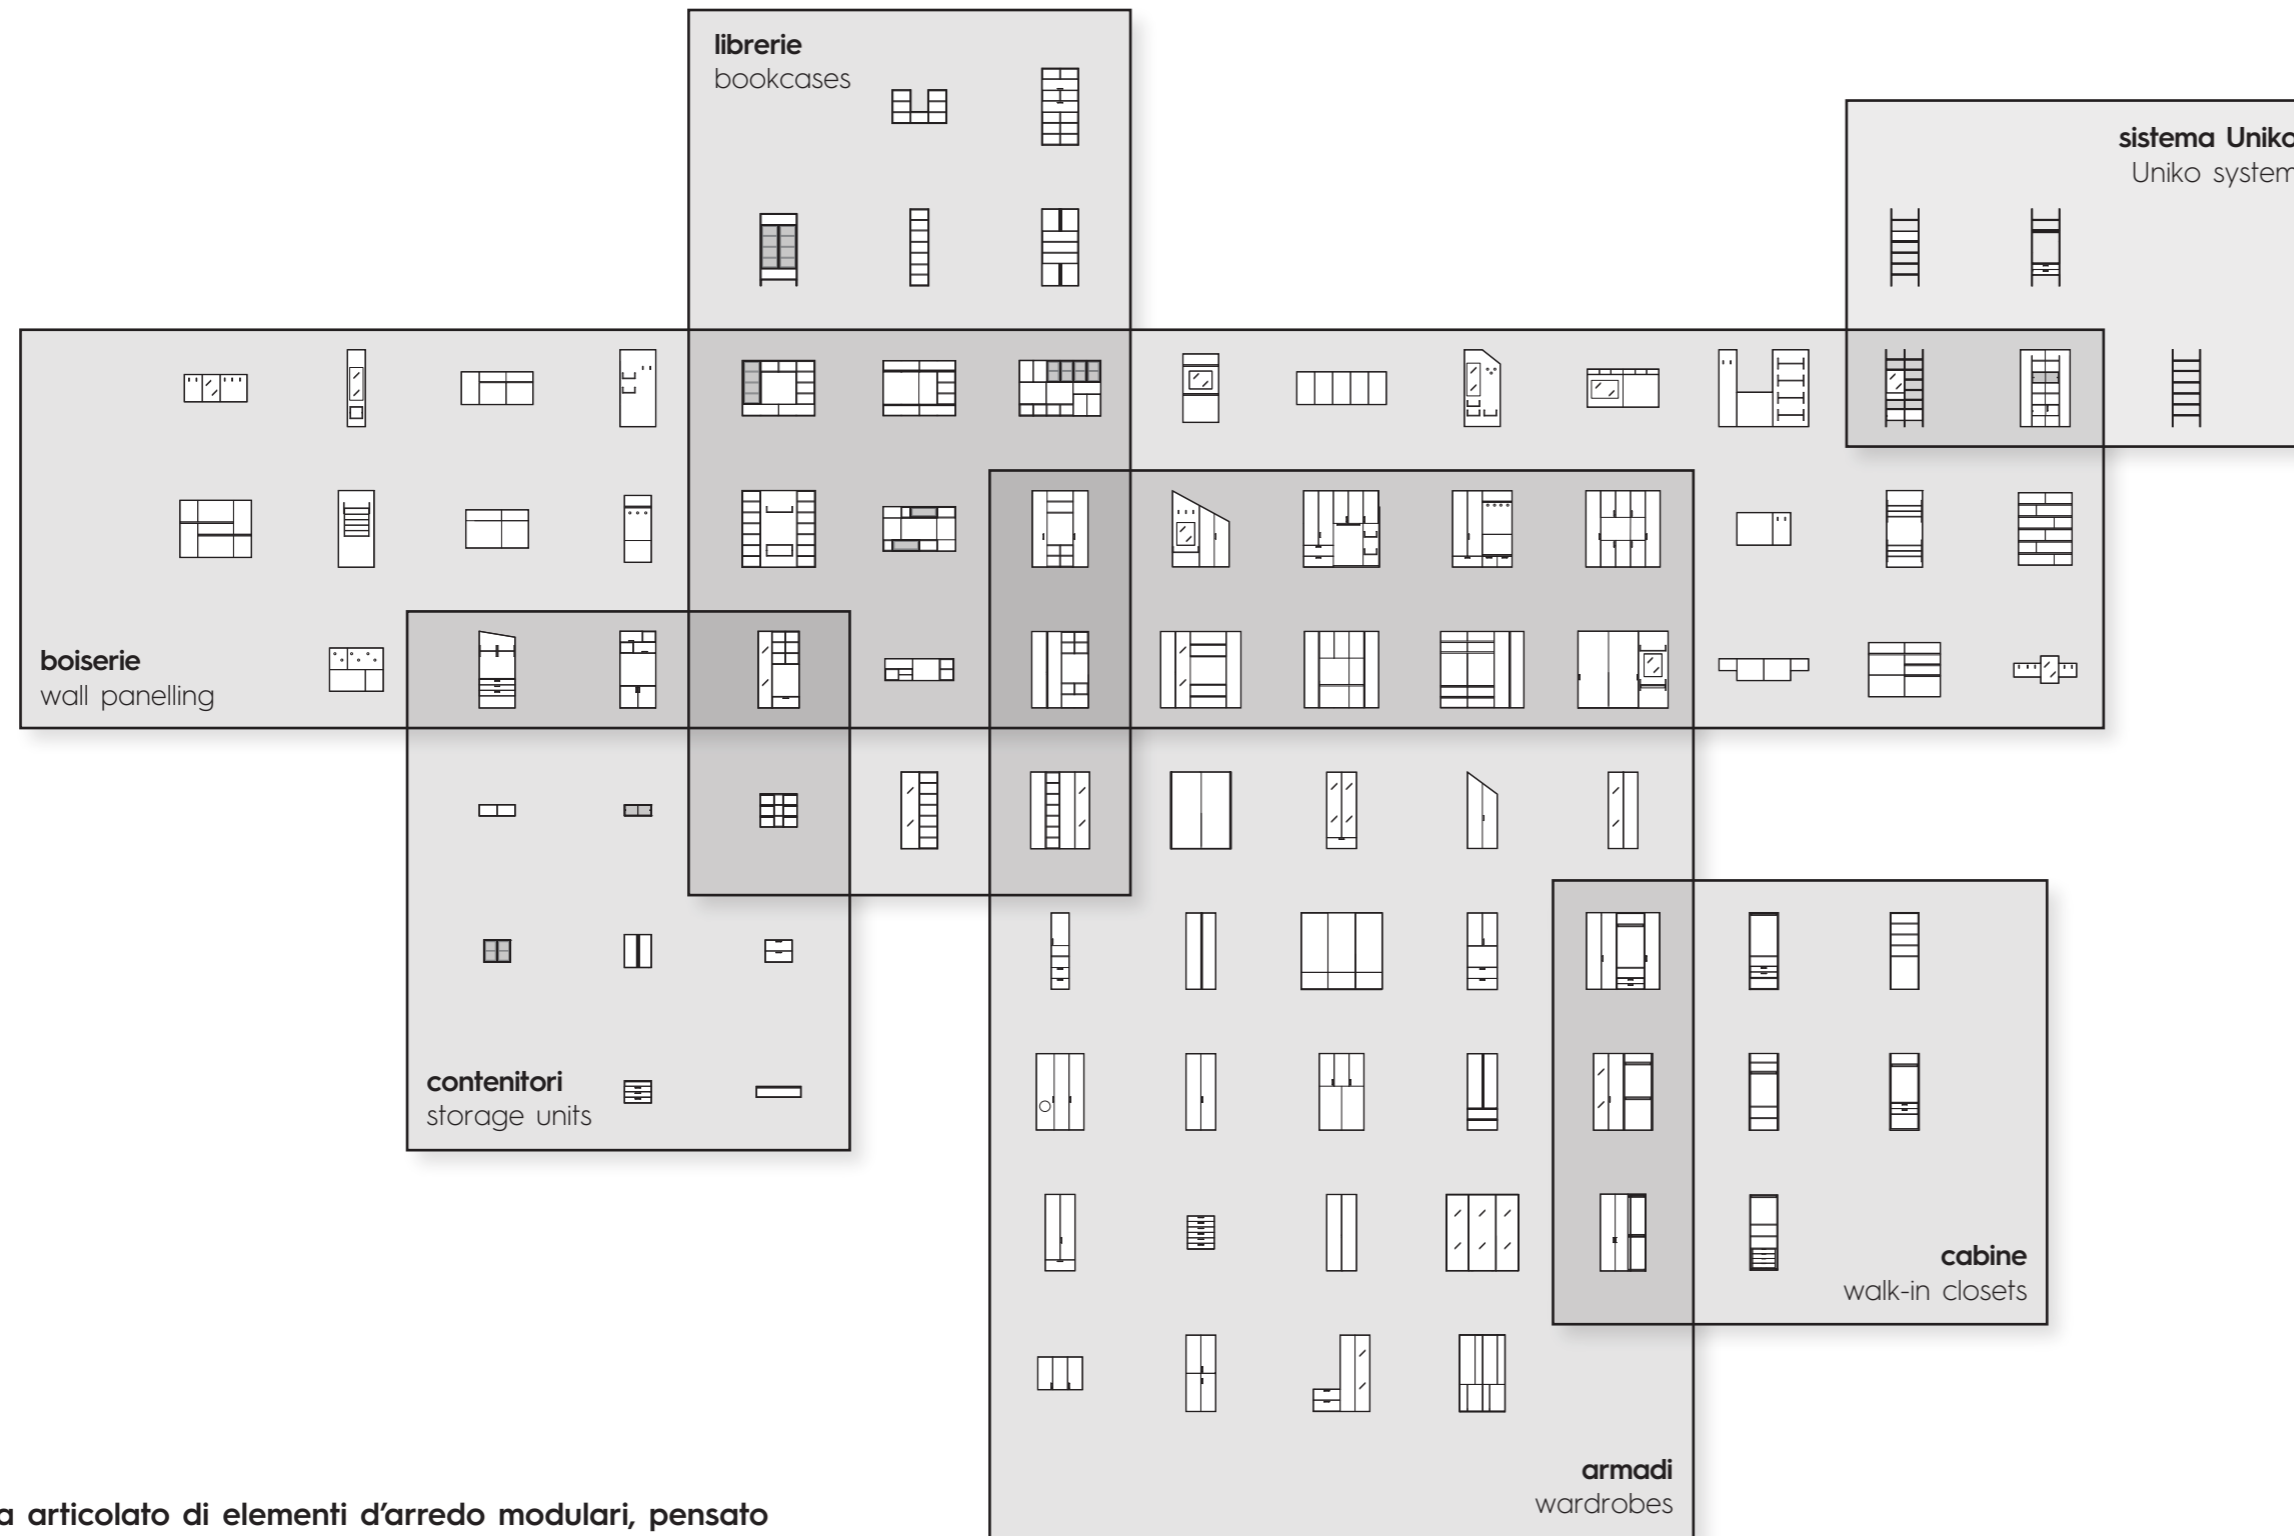 librerie
bookcases
sistema Uniko
Uniko system
boiserie
wall panelling
contenitori
storage units
cabine
walk-in closets
armadi
wardrobes
a articolato di elementi d’arredo modulari, pensato